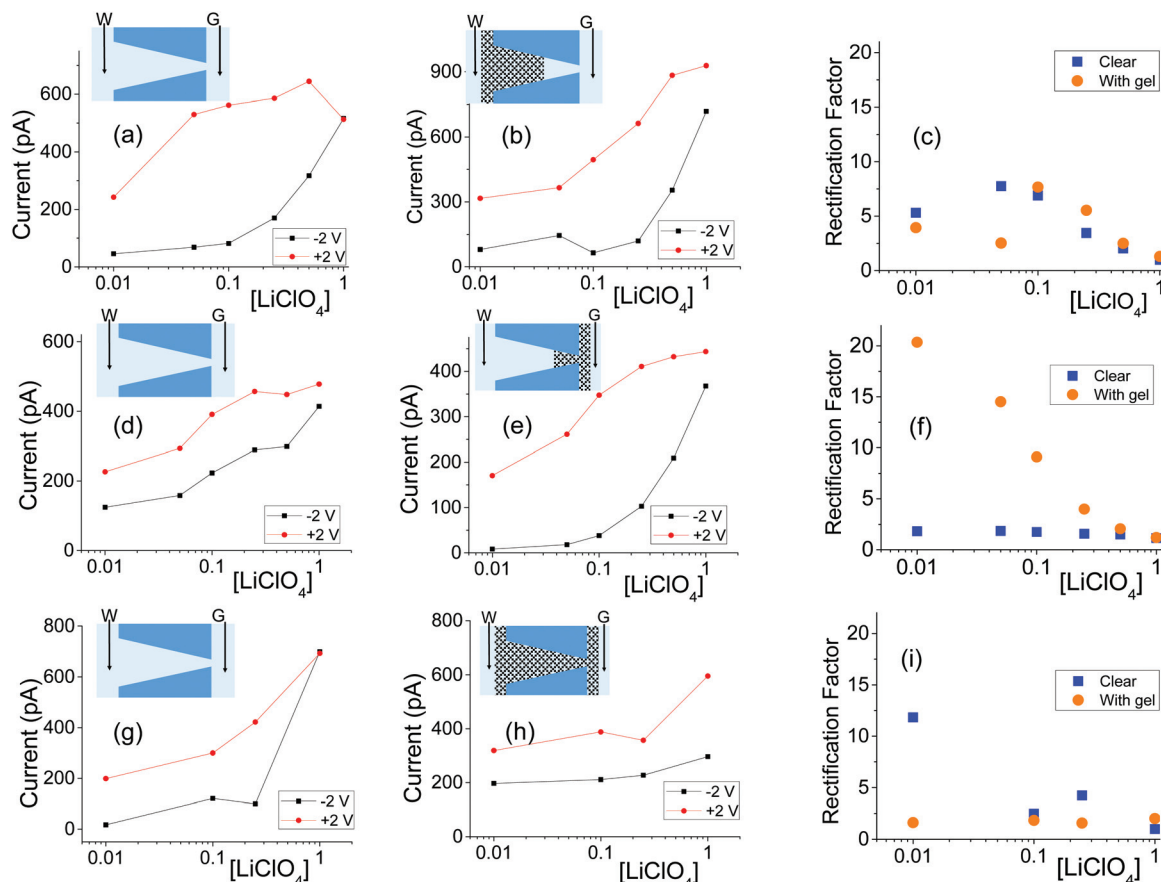 W G
Current (pA)
600
400
200
0
(a)
-2 V
+2 V
0.01 0.1 1
[LiClO4]
W G
Current (pA)
900
600
300
0
(b)
-2 V
+2 V
0.01 0.1 1
[LiClO4]
Rectification Factor
20
15
10
5
0
Clear
With gel
(c)
0.01 0.1 1
[LiClO4]
W G
Current (pA)
600
400
200
0
(d)
-2 V
+2 V
0.01 0.1 1
[LiClO4]
W G
Current (pA)
400
300
200
100
0
(e)
-2 V
+2 V
0.01 0.1 1
[LiClO4]
Rectification Factor
20
15
10
5
0
Clear
With gel
(f)
0.01 0.1 1
[LiClO4]
W G
Current (pA)
800
600
400
200
0
(g)
-2 V
+2 V
0.01 0.1 1
[LiClO4]
W G
Current (pA)
800
600
400
200
0
(h)
-2 V
+2 V
0.01 0.1 1
[LiClO4]
Rectification Factor
20
15
10
5
0
(i)
Clear
With gel
0.01 0.1 1
[LiClO4]